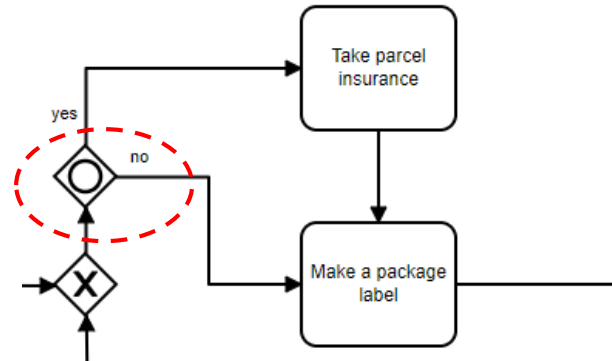 Take parcel
insurance
yes
no
Make a package
label
X